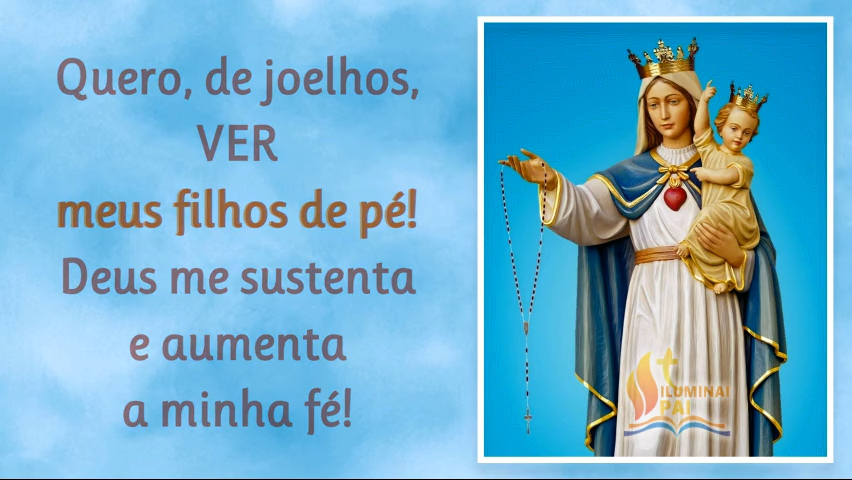 Quero, de joelhos,
VER
meus filhos de pé!
Deus me sustenta
e aumenta
a minha fé!
ILUMINAI
PAI